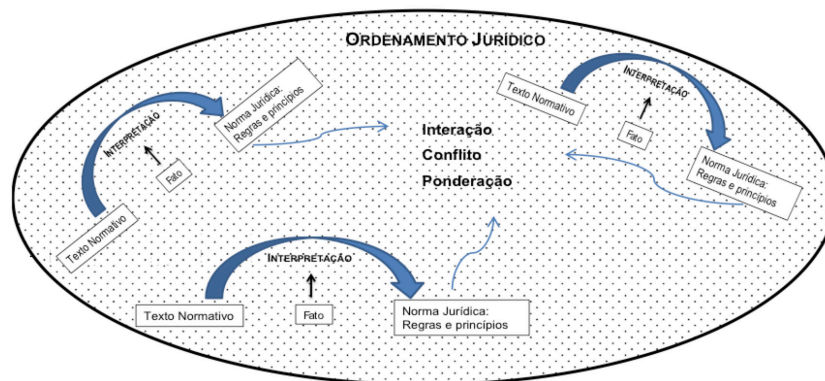 ORDENAMENTO JURÍDICO
Texto Normativo
INTERPRETAÇÃO
Fato
Norma Jurídica:
Regras e princípios
Interação
Conflito
Ponderação
Texto Normativo
INTERPRETAÇÃO
Fato
Norma Jurídica:
Regras e princípios
Texto Normativo
INTERPRETAÇÃO
Fato
Norma Jurídica:
Regras e princípios